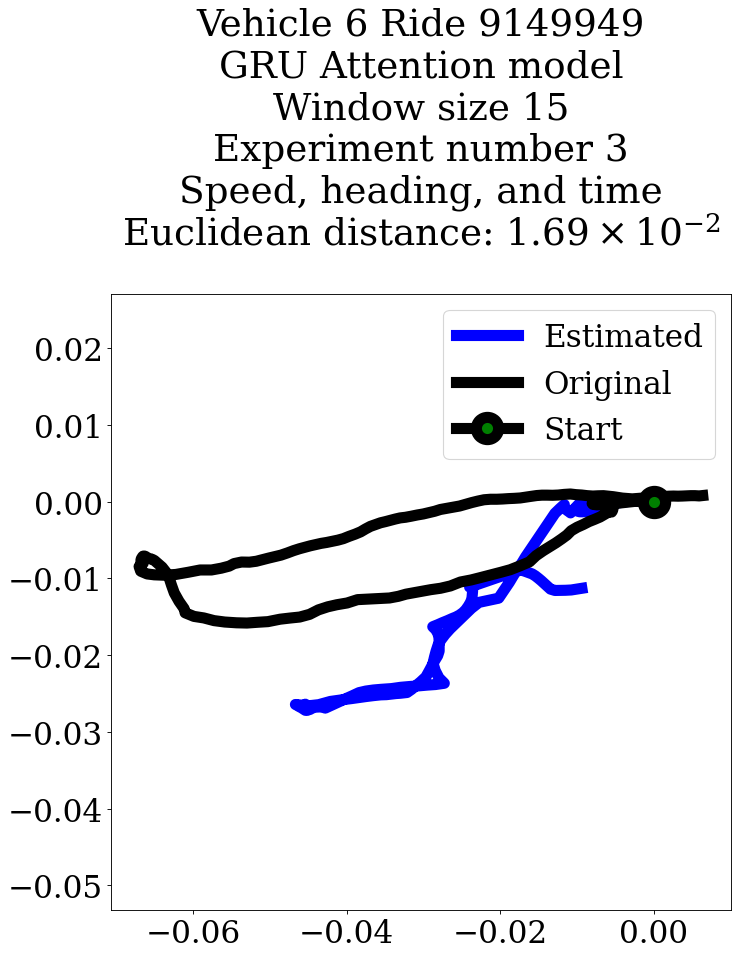 Vehicle 6 Ride 9149949
GRU Attention model
Window size 15
Experiment number 3
Speed, heading, and time
Euclidean distance: 1.69 × 10⁻²
Estimated
Original
Start
0.02
0.01
0.00
−0.01
−0.02
−0.03
−0.04
−0.05
−0.06 −0.04 −0.02 0.00